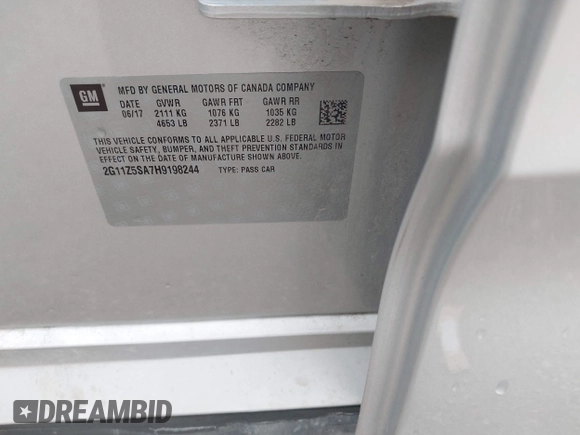 GM
MFD BY GENERAL MOTORS OF CANADA COMPANY
DATE GVWR GAWR FRT GAWR RR
06/17 2111 KG 1076 KG 1035 KG
4653 LB 2371 LB 2282 LB
THIS VEHICLE CONFORMS TO ALL APPLICABLE U.S. FEDERAL MOTOR
VEHICLE SAFETY, BUMPER, AND THEFT PREVENTION STANDARDS
IN EFFECT ON THE DATE OF MANUFACTURE SHOWN ABOVE.
2G11Z5SA7H9198244 TYPE: PASS CAR
DREAMBID